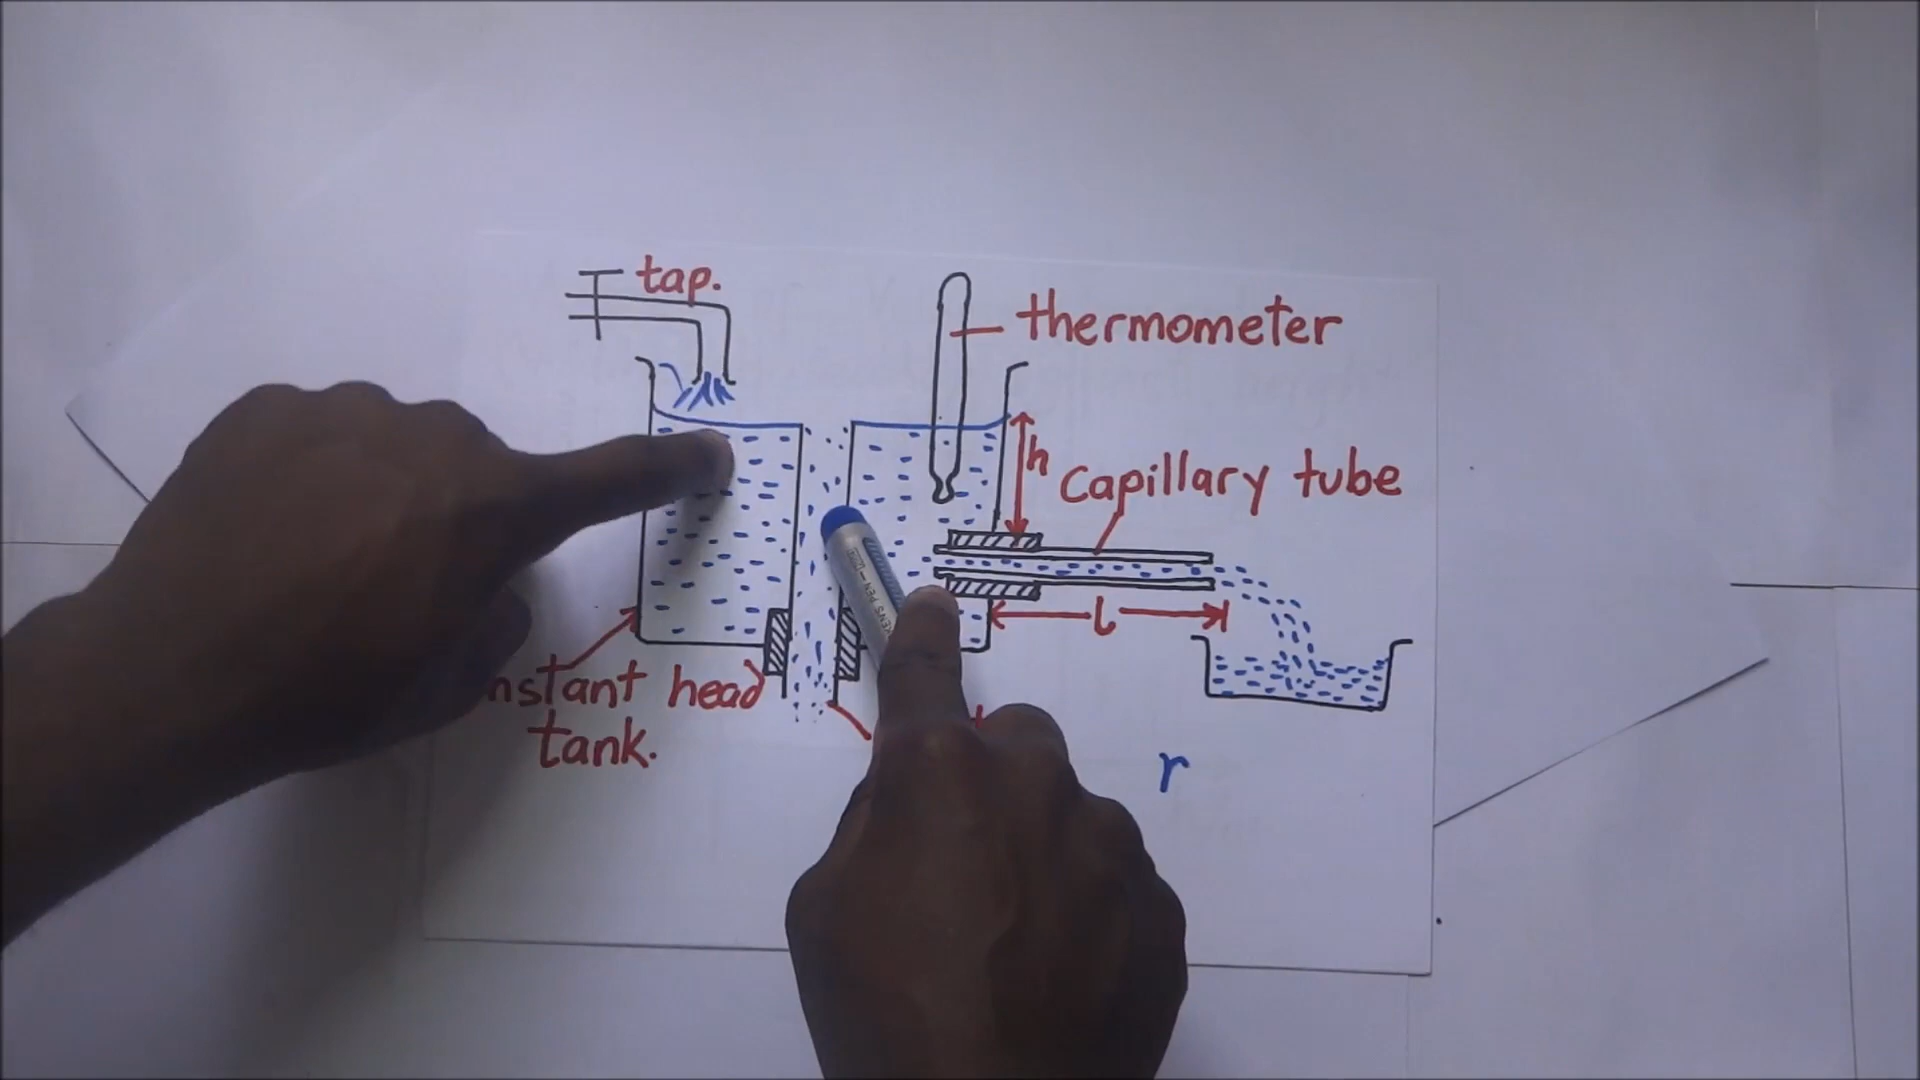 tap.
thermometer
h
capillary tube
l
nstant head
tank.
r